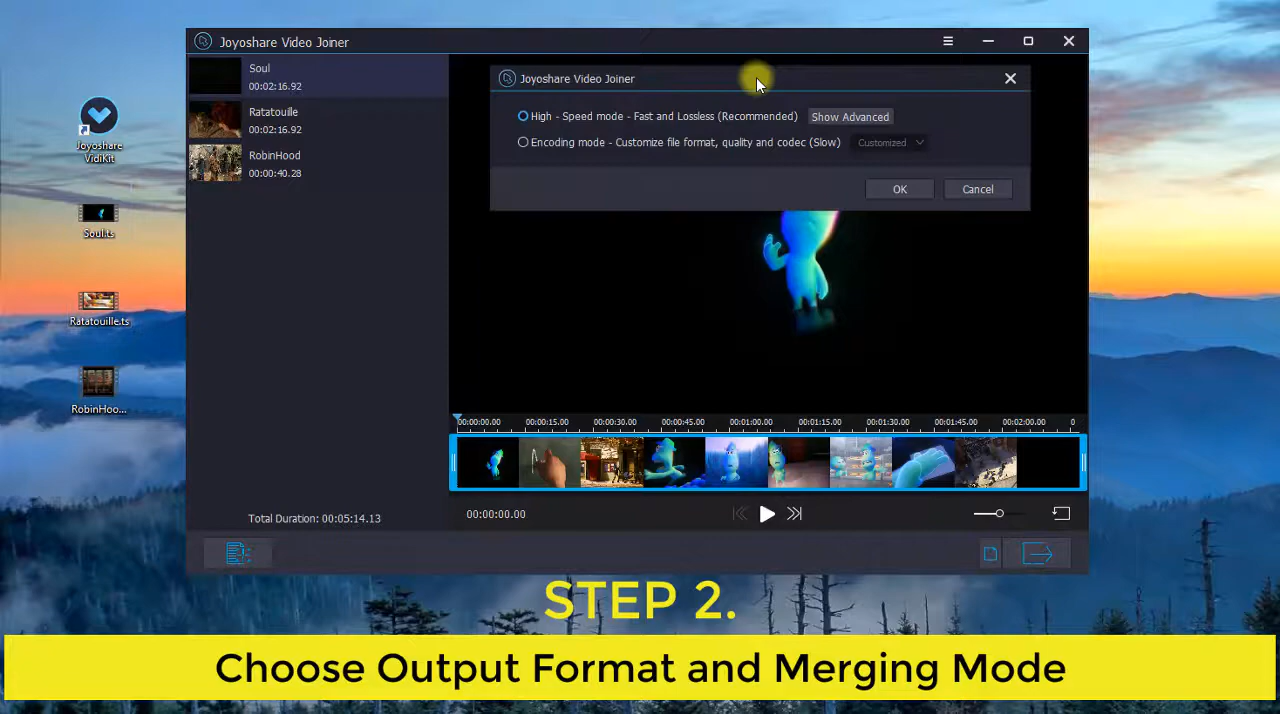 Joyoshare Video Joiner
Soul
00:02:16.92
Ratatouille
00:02:16.92
RobinHood
00:00:40.28
Joyoshare Video Joiner
High - Speed mode - Fast and Lossless (Recommended)
Show Advanced
Encoding mode - Customize file format, quality and codec (Slow)
Customized
OK
Cancel
Joyoshare
VidiKit
Soul.ts
Ratatouille.ts
RobinHoo...
00:00:00.00 00:00:15.00 00:00:30.00 00:00:45.00 00:01:00.00 00:01:15.00 00:01:30.00 00:01:45.00 00:02:00.00 0
Total Duration: 00:05:14.13
00:00:00.00
STEP 2.
Choose Output Format and Merging Mode